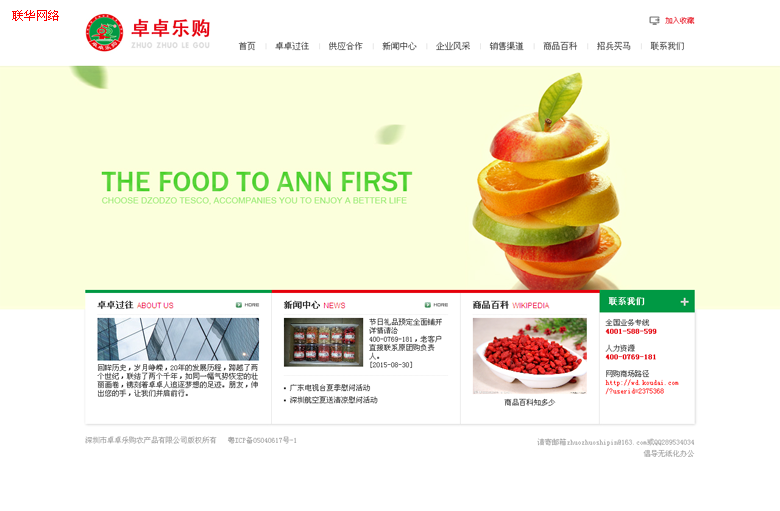 联华网络
卓卓乐购
ZHUO ZHUO LE GOU
加入收藏
首页 卓卓过往 供应合作 新闻中心 企业风采 销售渠道 商品百科 招兵买马 联系我们
THE FOOD TO ANN FIRST
CHOOSE DZODZO TESCO, ACCOMPANIES YOU TO ENJOY A BETTER LIFE
卓卓过往 ABOUT US
回眸历史，岁月峥嵘，20年的发展历程，跨越了两
个世纪，联结了两个千年，如同一幅气势恢宏的壮
丽画卷，镌刻着卓卓人追逐梦想的足迹。朋友，伸
出您的手，让我们并肩前行。
新闻中心 NEWS
节日礼品预定全面铺开
详情请洽
400-0769-181，老客户
直接联系原团购负责
人。
[2015-08-30]
广东电视台夏季慰问活动
深圳航空夏送清凉慰问活动
商品百科 WIKIPEDIA
商品百科知多少
联系我们
全国业务专线
4001-588-599
人力资源
400-0769-181
网购商场路径
http://wd.koudai.com
/?userid=2375368
深圳市卓卓乐购农产品有限公司版权所有 粤ICP备05040617号-1
请寄邮箱zhuozhuozhipin@163.com或QQ289534034
倡导无纸化办公